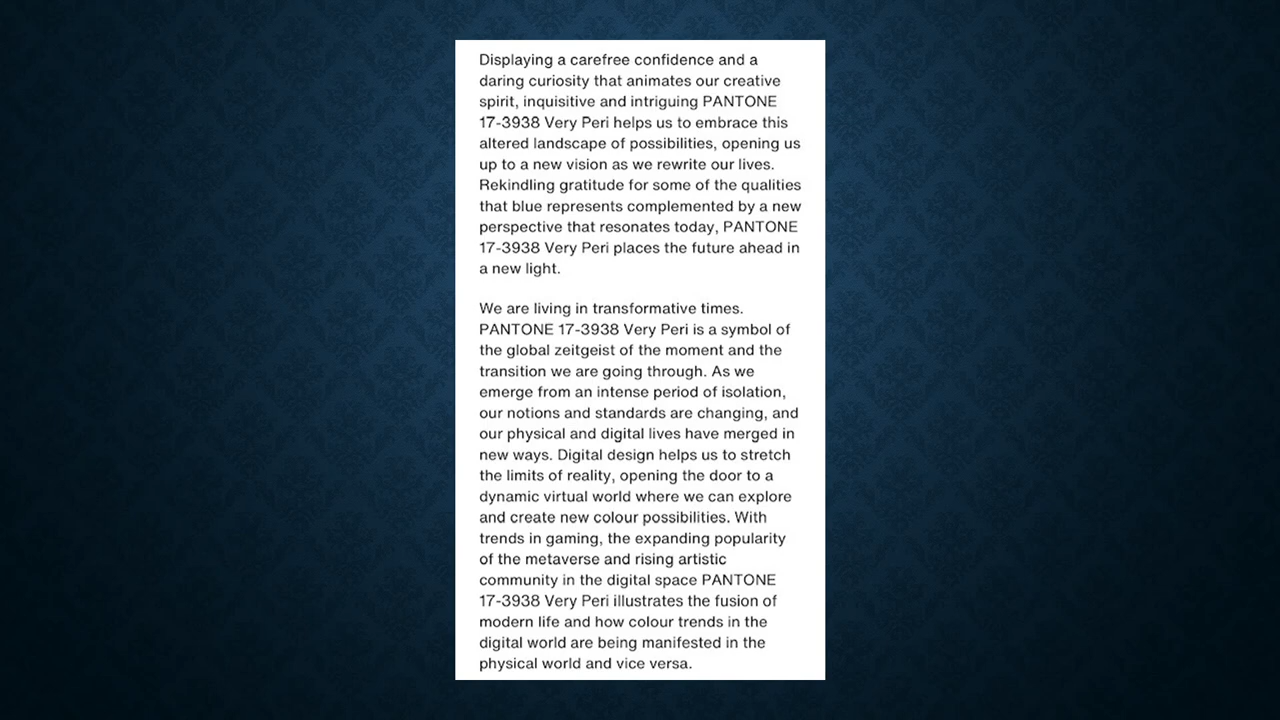 Displaying a carefree confidence and a
daring curiosity that animates our creative
spirit, inquisitive and intriguing PANTONE
17-3938 Very Peri helps us to embrace this
altered landscape of possibilities, opening us
up to a new vision as we rewrite our lives.
Rekindling gratitude for some of the qualities
that blue represents complemented by a new
perspective that resonates today, PANTONE
17-3938 Very Peri places the future ahead in
a new light.
We are living in transformative times.
PANTONE 17-3938 Very Peri is a symbol of
the global zeitgeist of the moment and the
transition we are going through. As we
emerge from an intense period of isolation,
our notions and standards are changing, and
our physical and digital lives have merged in
new ways. Digital design helps us to stretch
the limits of reality, opening the door to a
dynamic virtual world where we can explore
and create new colour possibilities. With
trends in gaming, the expanding popularity
of the metaverse and rising artistic
community in the digital space PANTONE
17-3938 Very Peri illustrates the fusion of
modern life and how colour trends in the
digital world are being manifested in the
physical world and vice versa.